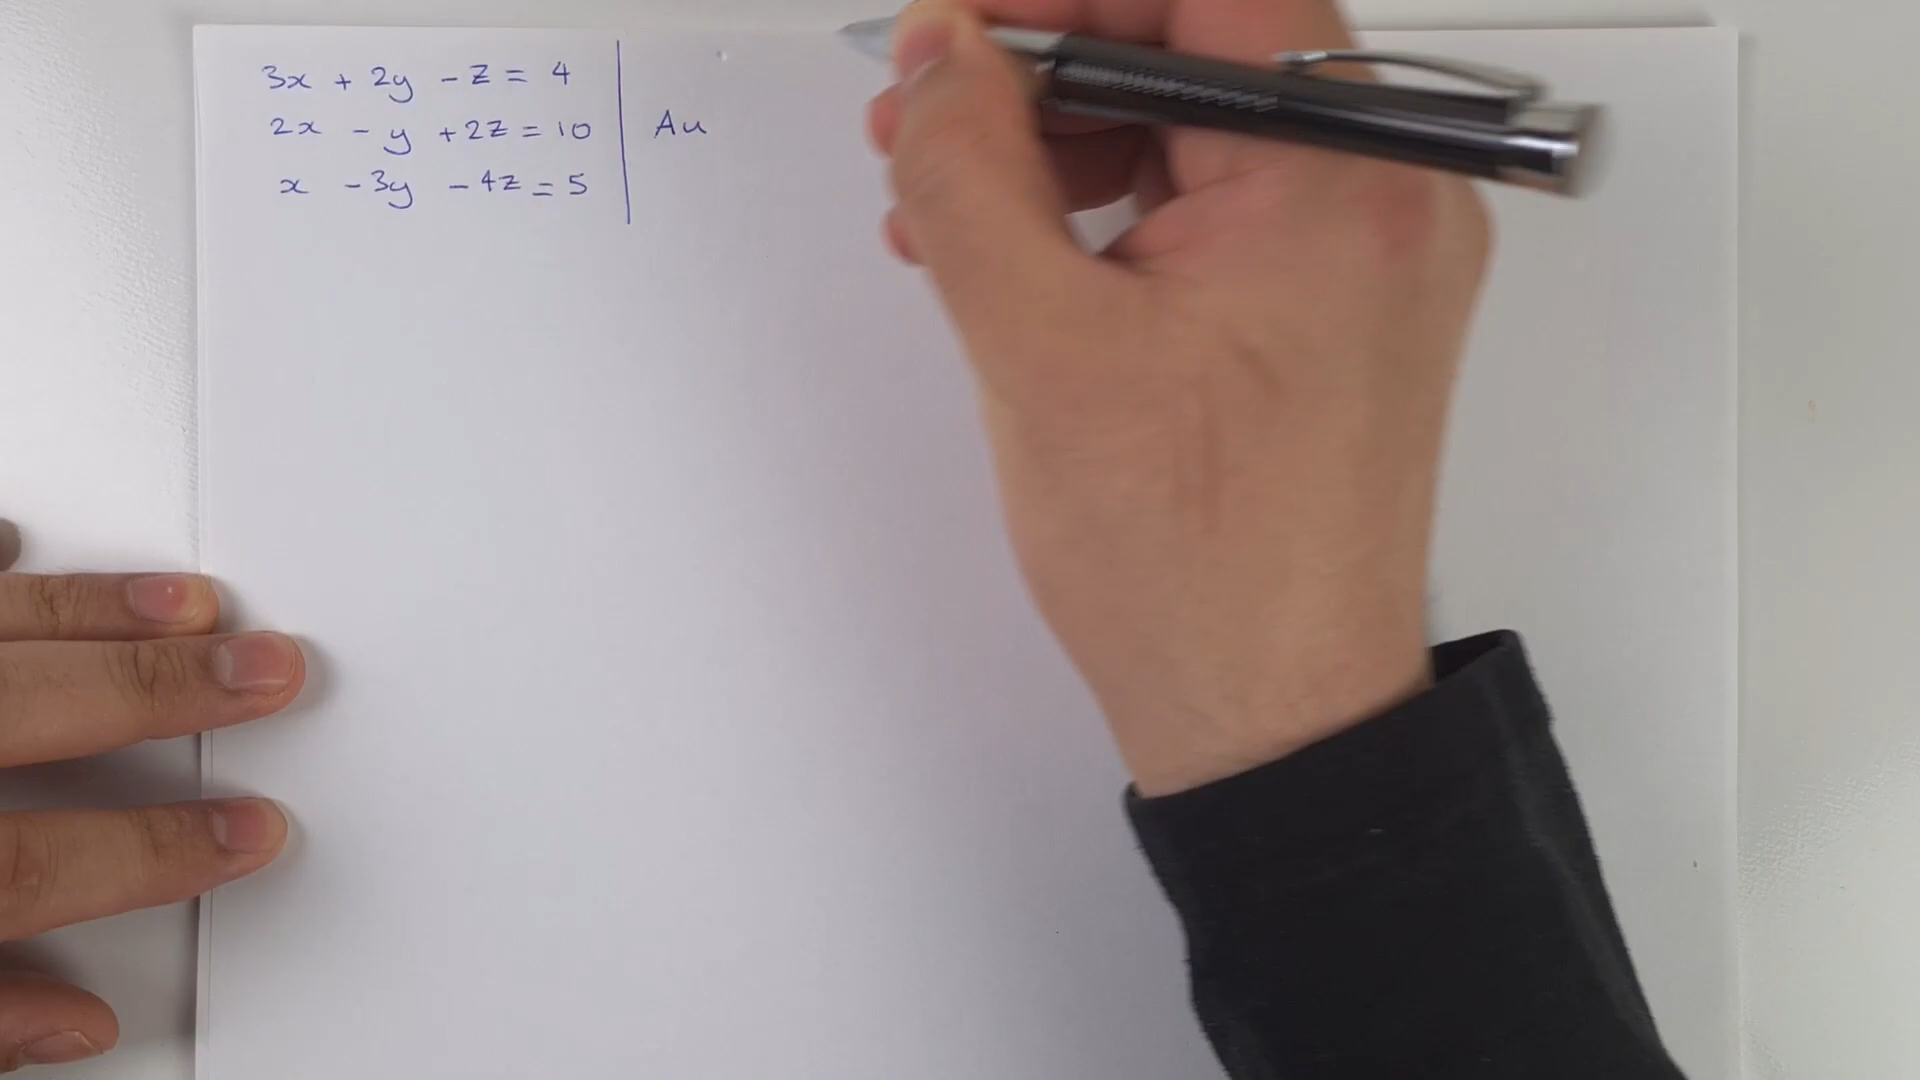 3x + 2y - z = 4
2x - y + 2z = 10
x - 3y - 4z = 5
Au